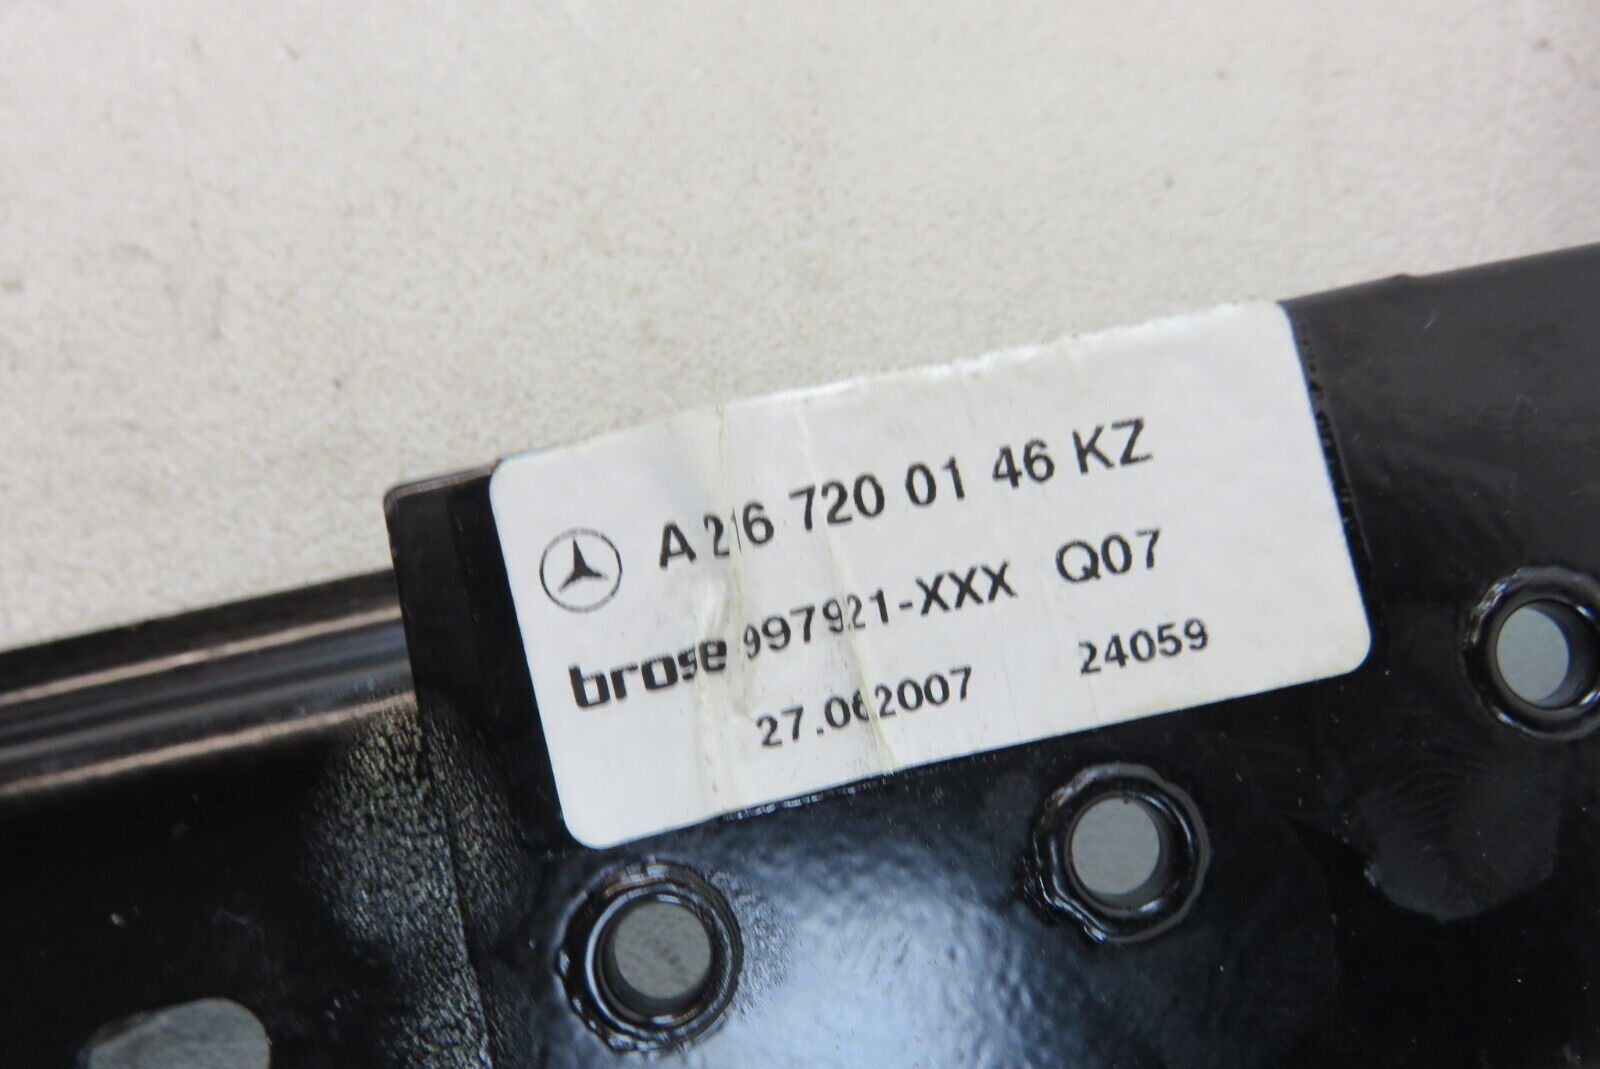 A 216 720 01 46 KZ
brose 997921-XXX Q07
27.062007 24059